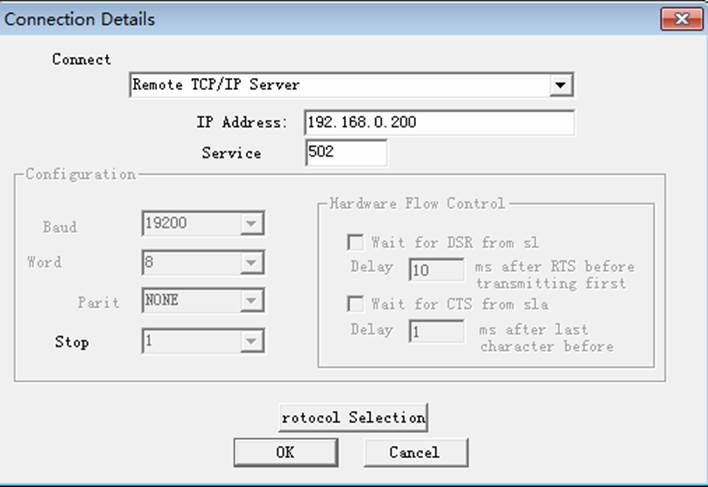 Connection Details
Connect
Remote TCP/IP Server
IP Address: 192.168.0.200
Service 502
Configuration
Baud 19200
Word 8
Parit NONE
Stop 1
Hardware Flow Control
Wait for DSR from sl
Delay 10 ms after RTS before
transmitting first
Wait for CTS from sla
Delay 1 ms after last
character before
rotocol Selection
OK Cancel